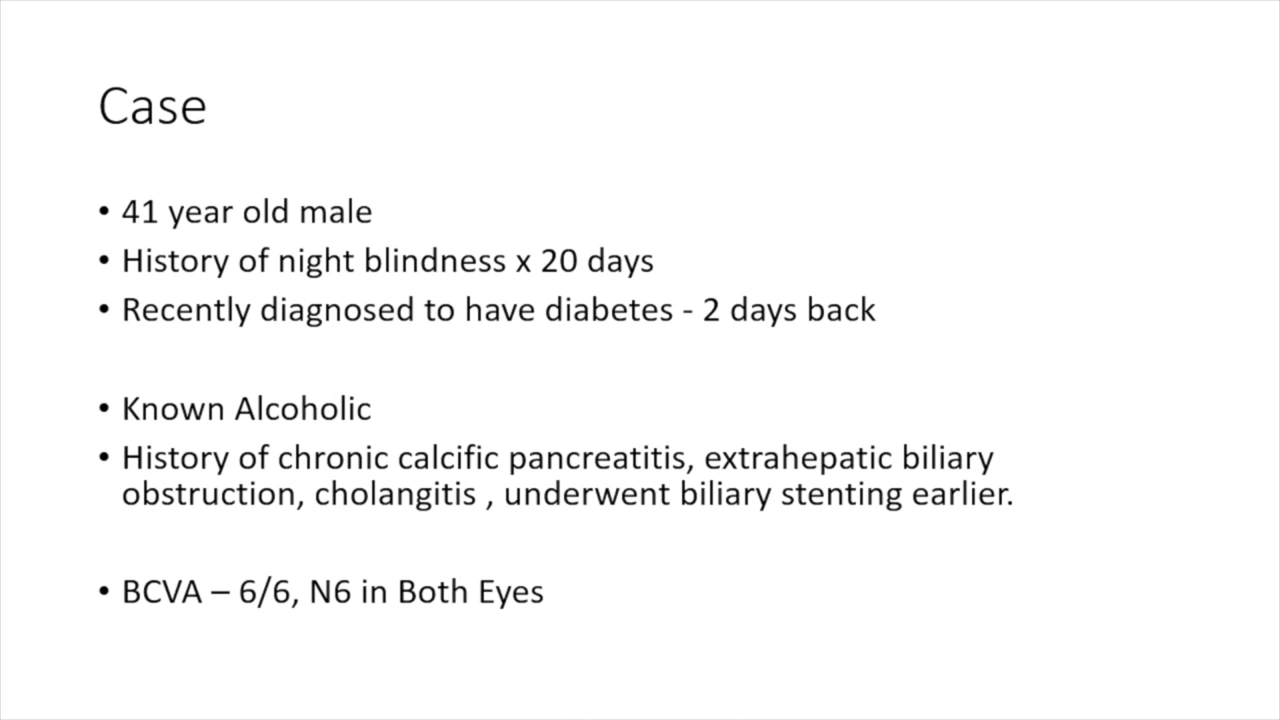 Case
• 41 year old male
• History of night blindness x 20 days
• Recently diagnosed to have diabetes - 2 days back
• Known Alcoholic
• History of chronic calcific pancreatitis, extrahepatic biliary
obstruction, cholangitis , underwent biliary stenting earlier.
• BCVA – 6/6, N6 in Both Eyes